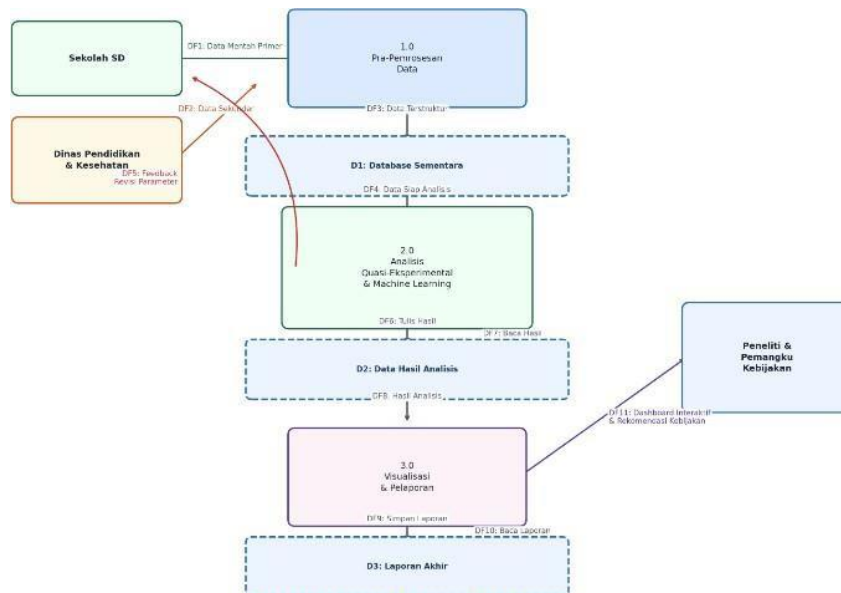 Sekolah SD
DF1: Data Mentah Primer
1.0
Pra-Pemrosesan
Data
DF2: Data Sekunder
DF3: Data Terstruktur
Dinas Pendidikan
& Kesehatan
DF5: Feedback
Revisi Parameter
D1: Database Sementara
DF4: Data Siap Analisis
2.0
Analisis
Quasi-Eksperimental
& Machine Learning
DF6: Tulis Hasil
DF7: Baca Hasil
D2: Data Hasil Analisis
DF8: Hasil Analisis
Peneliti &
Pemangku
Kebijakan
DF11: Dashboard Interaktif
& Rekomendasi Kebijakan
3.0
Visualisasi
& Pelaporan
DF9: Simpan Laporan
DF10: Baca Laporan
D3: Laporan Akhir